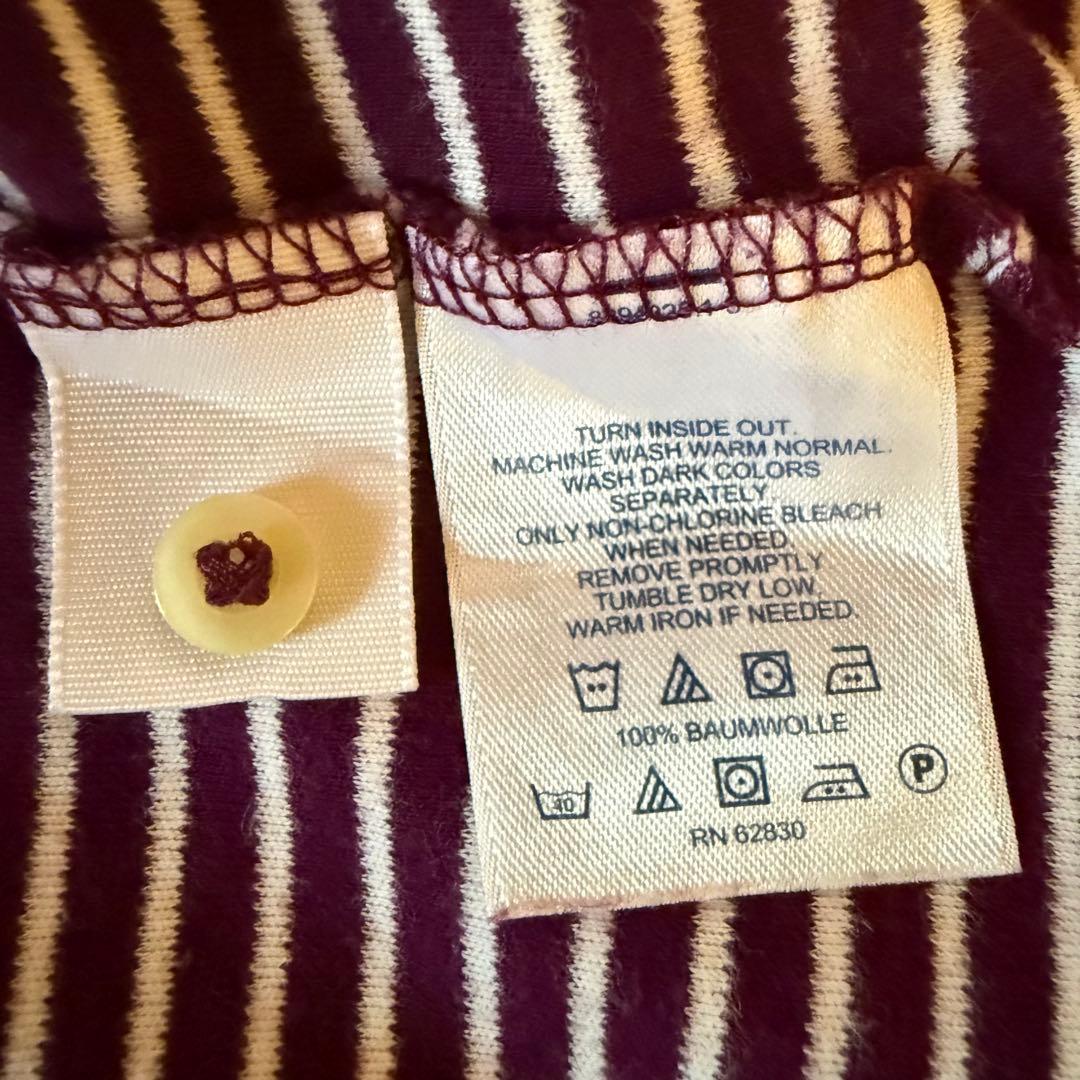 TURN INSIDE OUT.
MACHINE WASH WARM NORMAL.
WASH DARK COLORS
SEPARATELY.
ONLY NON-CHLORINE BLEACH
WHEN NEEDED.
REMOVE PROMPTLY
TUMBLE DRY LOW.
WARM IRON IF NEEDED.
100% BAUMWOLLE
40
P
RN 62830